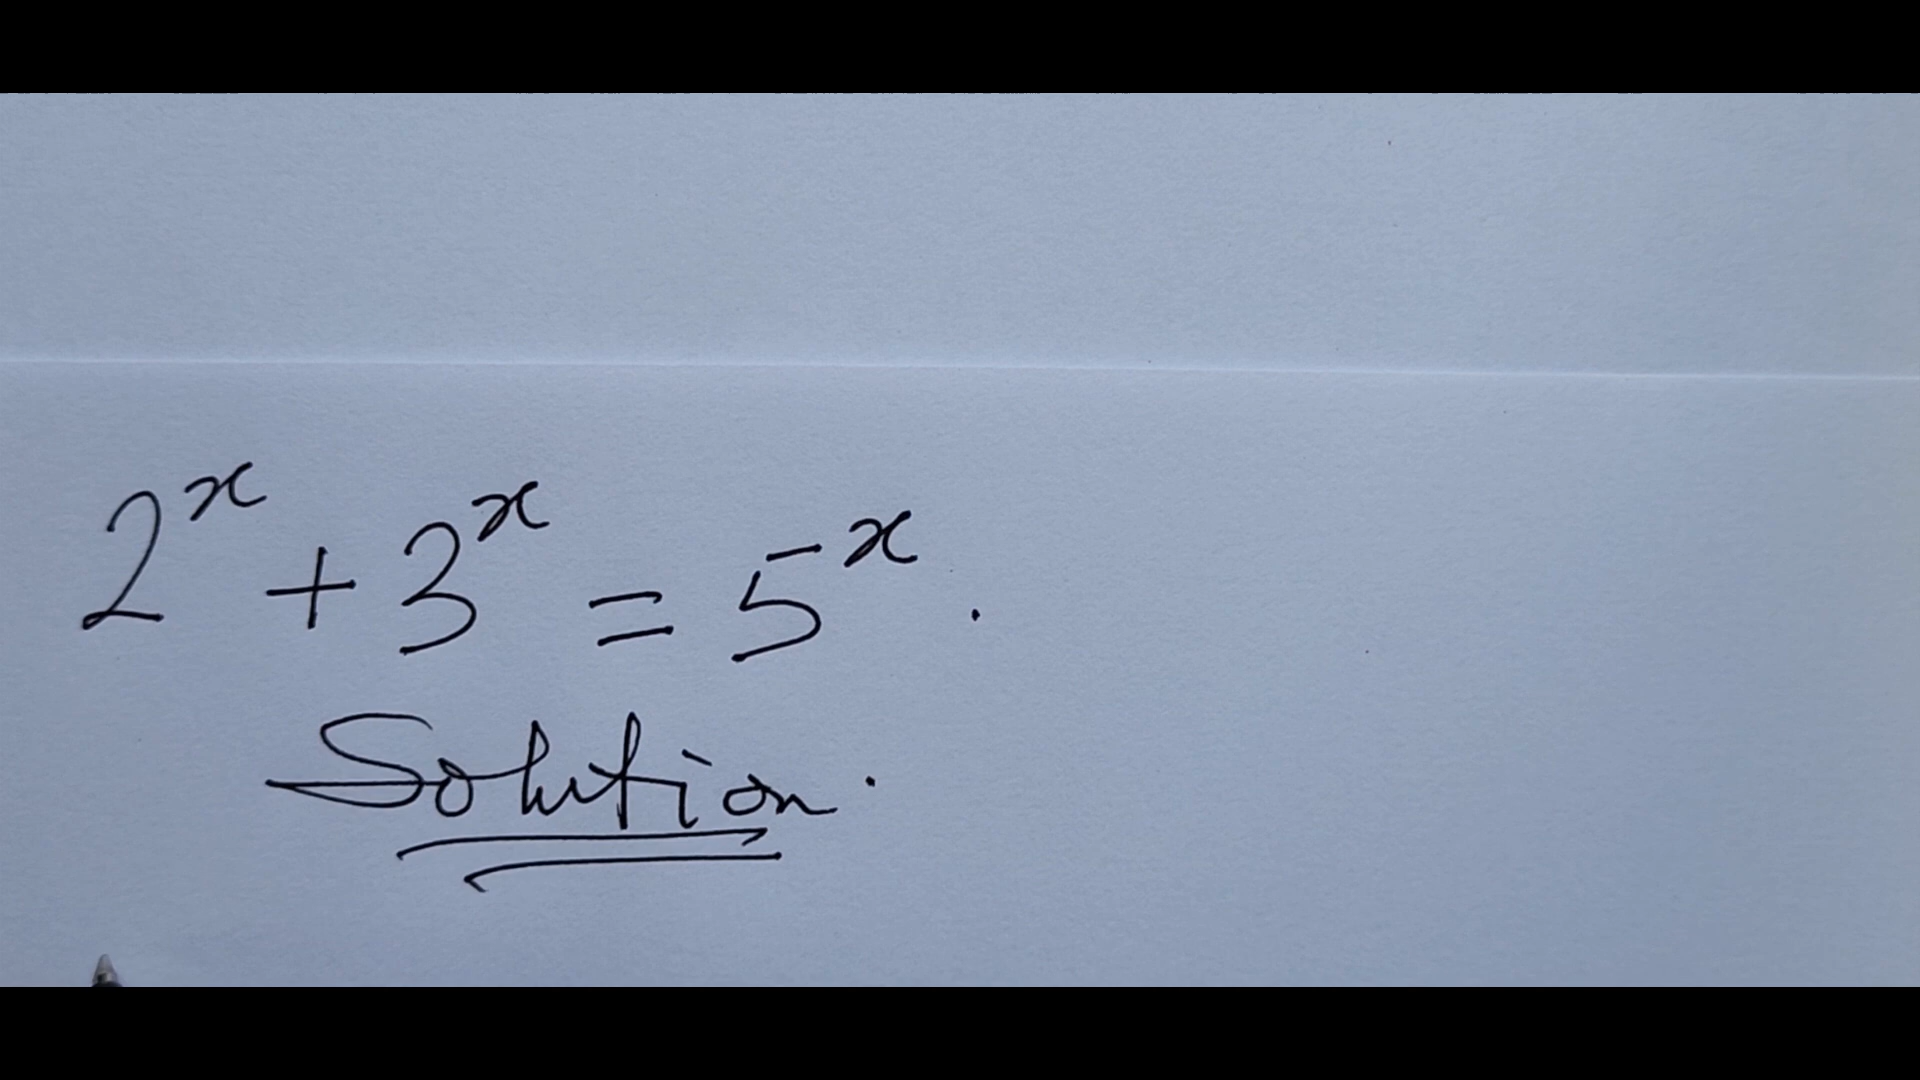 2^x + 3^x = 5^x.
Solution.